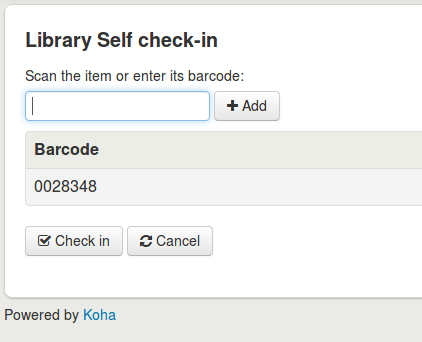 Library Self check-in
Scan the item or enter its barcode:
Add
Barcode
0028348
Check in Cancel
Powered by Koha